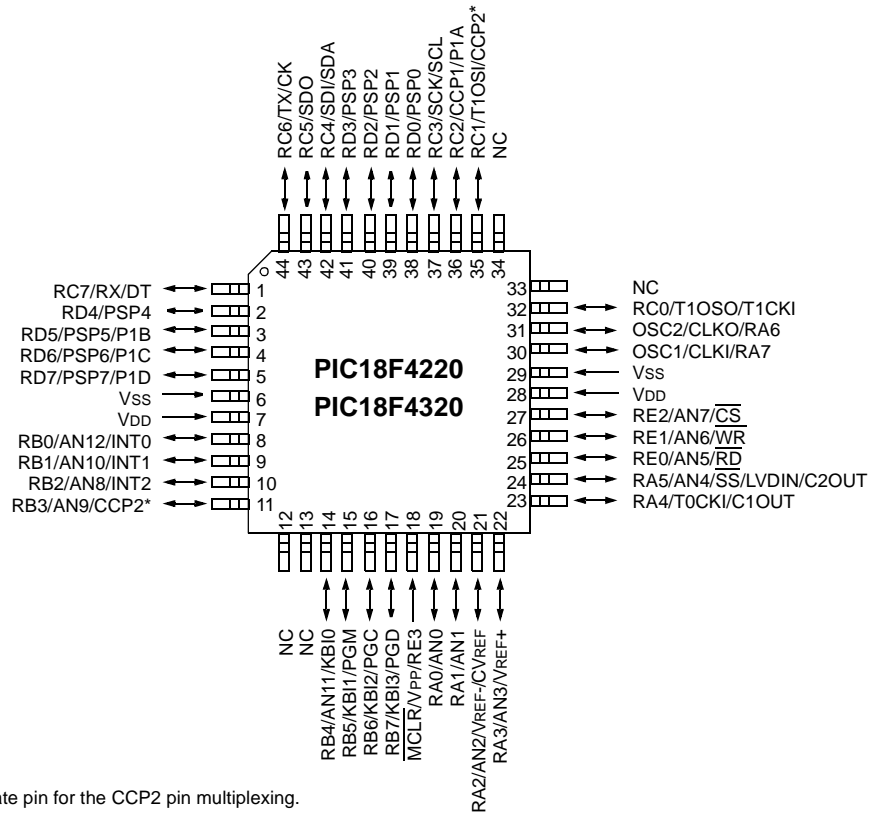 RC6/TX/CK
RC5/SDO
RC4/SDI/SDA
RD3/PSP3
RD2/PSP2
RD1/PSP1
RD0/PSP0
RC3/SCK/SCL
RC2/CCP1/P1A
RC1/T1OSI/CCP2*
NC
44
43
42
41
40
39
38
37
36
35
34
RC7/RX/DT 1
RD4/PSP4 2
RD5/PSP5/P1B 3
RD6/PSP6/P1C 4
RD7/PSP7/P1D 5
VSS 6
VDD 7
RB0/AN12/INT0 8
RB1/AN10/INT1 9
RB2/AN8/INT2 10
RB3/AN9/CCP2* 11
PIC18F4220
PIC18F4320
33 NC
32 RC0/T1OSO/T1CKI
31 OSC2/CLKO/RA6
30 OSC1/CLKI/RA7
29 VSS
28 VDD
27 RE2/AN7/CS
26 RE1/AN6/WR
25 RE0/AN5/RD
24 RA5/AN4/SS/LVDIN/C2OUT
23 RA4/T0CKI/C1OUT
12
13
14
15
16
17
18
19
20
21
22
NC
NC
RB4/AN11/KBI0
RB5/KBI1/PGM
RB6/KBI2/PGC
RB7/KBI3/PGD
MCLR/VPP/RE3
RA0/AN0
RA1/AN1
RA2/AN2/VREF-/CVREF
RA3/AN3/VREF+
ate pin for the CCP2 pin multiplexing.